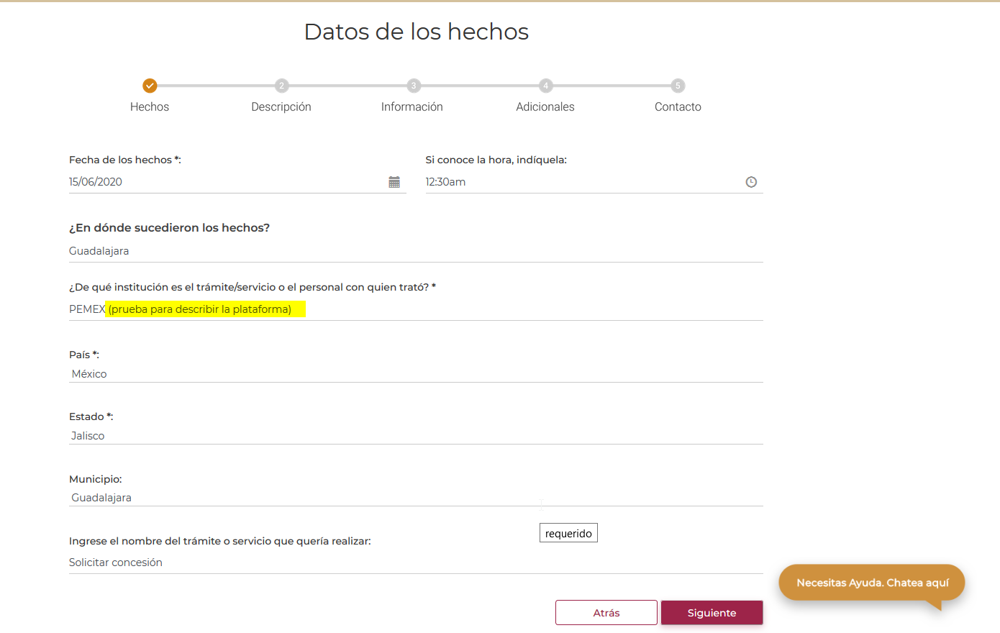 Datos de los hechos
2 3 4 5
Hechos Descripción Información Adicionales Contacto
Fecha de los hechos *: Si conoce la hora, indíquela:
15/06/2020 12:30am
¿En dónde sucedieron los hechos?
Guadalajara
¿De qué institución es el trámite/servicio o el personal con quien trató? *
PEMEX (prueba para describir la plataforma)
País *:
México
Estado *:
Jalisco
Municipio:
Guadalajara
requerido
Ingrese el nombre del trámite o servicio que quería realizar:
Solicitar concesión
Necesitas Ayuda. Chatea aquí
Atrás Siguiente